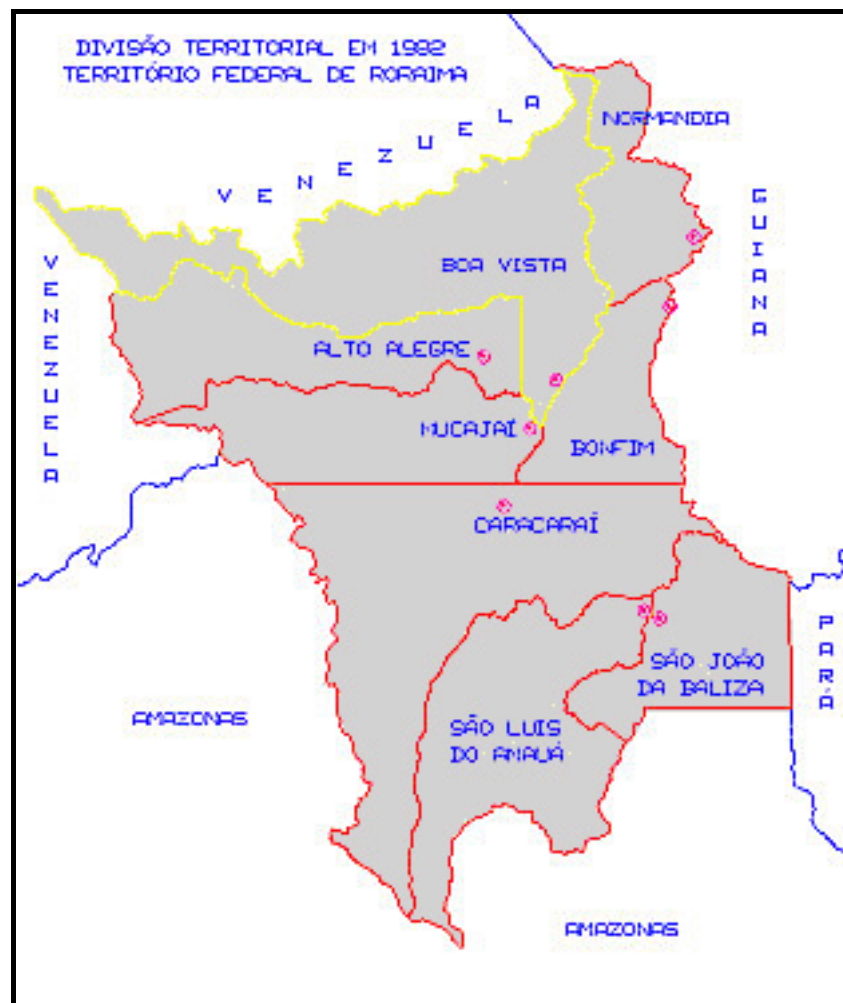 DIVISÃO TERRITORIAL EM 1982
TERRITÓRIO FEDERAL DE RORAIMA
VENEZUELA
NORMANDIA
GUIANA
VENEZUELA
BOA VISTA
ALTO ALEGRE
MUCAJAÍ
BONFIM
CARACARAÍ
PARÁ
SÃO JOÃO
DA BALIZA
AMAZONAS
SÃO LUIS
DO ANAUÁ
AMAZONAS